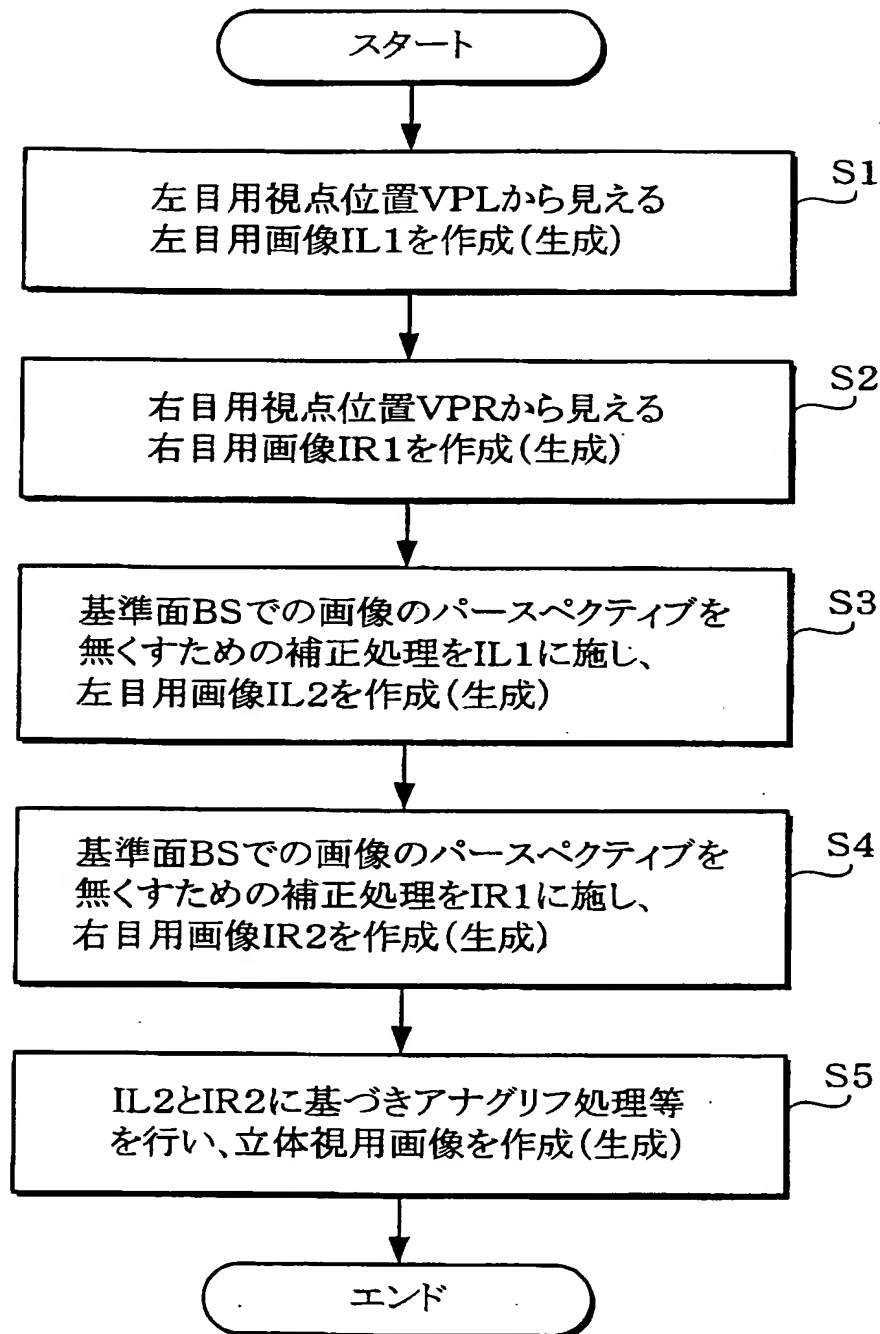 スタート
左目用視点位置VPLから見える
左目用画像IL1を作成(生成)
S1
右目用視点位置VPRから見える
右目用画像IR1を作成(生成)
S2
基準面BSでの画像のパースペクティブを
無くすための補正処理をIL1に施し、
左目用画像IL2を作成(生成)
S3
基準面BSでの画像のパースペクティブを
無くすための補正処理をIR1に施し、
右目用画像IR2を作成(生成)
S4
IL2とIR2に基づきアナグリフ処理等
を行い、立体視用画像を作成(生成)
S5
エンド